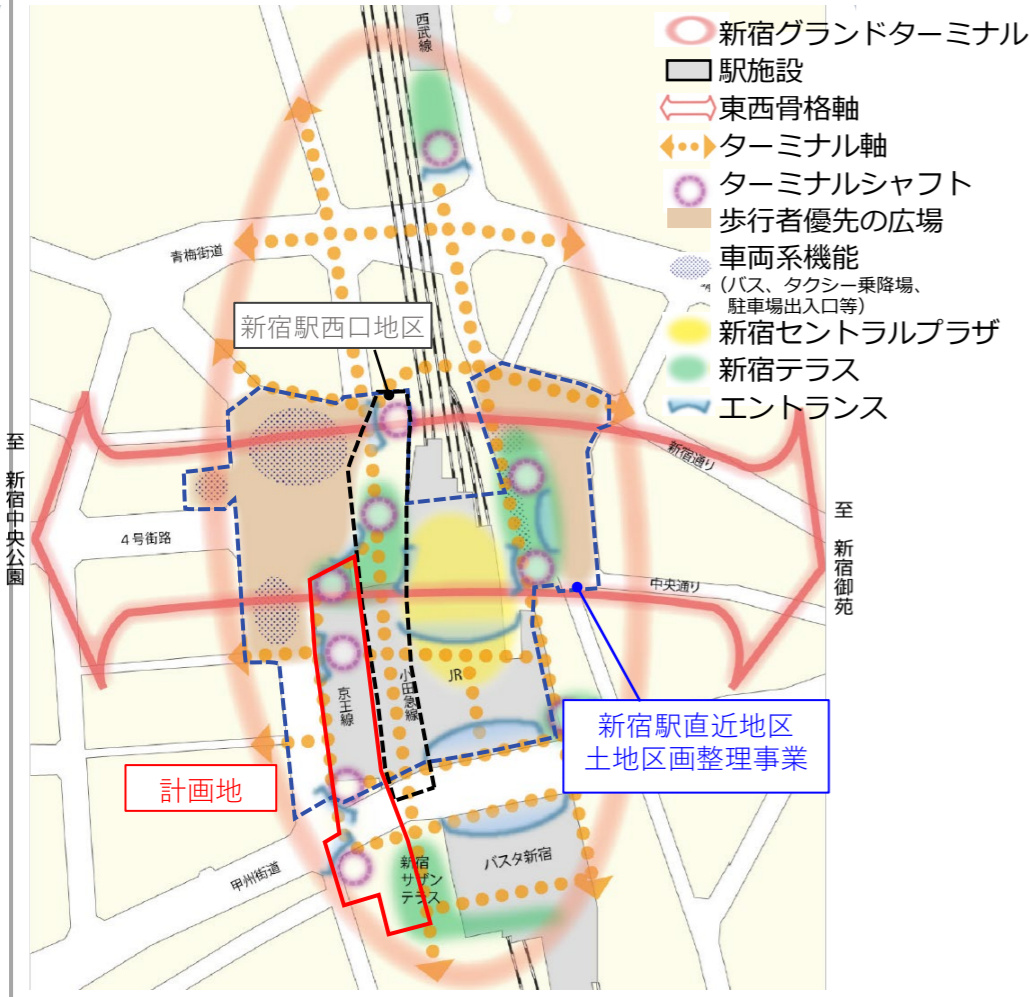 西武線
新宿グランドターミナル
駅施設
東西骨格軸
ターミナル軸
ターミナルシャフト
歩行者優先の広場
車両系機能
(バス、タクシー乗降場、
駐車場出入口等)
新宿セントラルプラザ
新宿テラス
エントランス
青梅街道
新宿駅西口地区
新宿通り
至 新宿中央公園
4号街路
至 新宿御苑
中央通り
京王線
小田急線
JR
新宿駅直近地区
土地区画整理事業
計画地
甲州街道
新宿
サザン
テラス
バスタ新宿